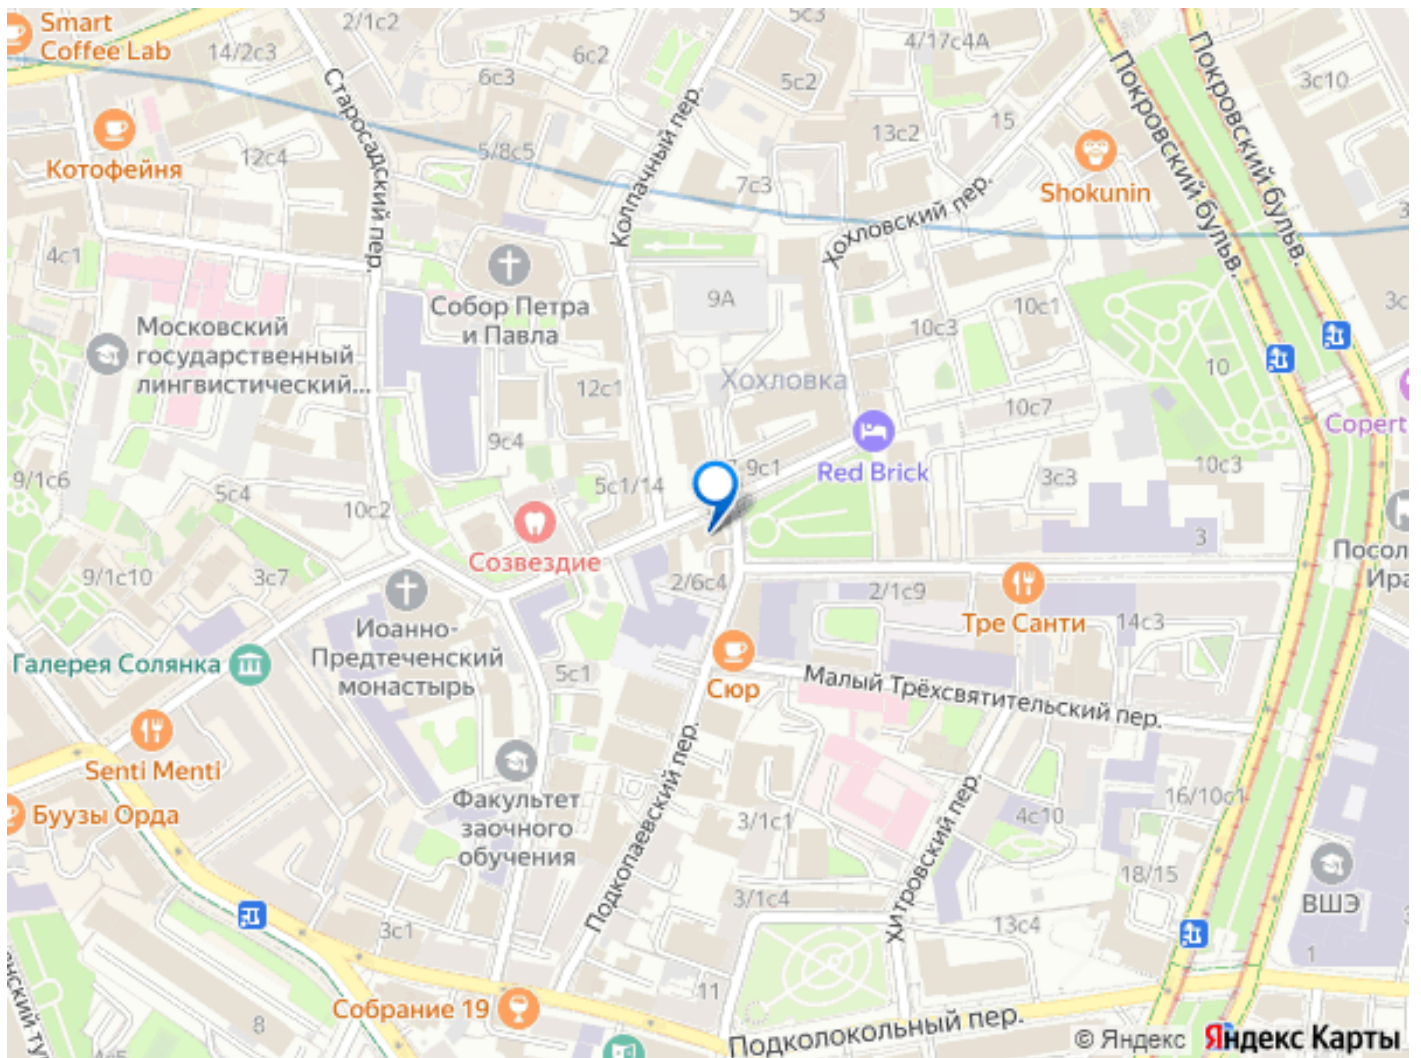 Smart
Coffee Lab
14/2с3
2/1с2
6с3
6с2
5с3
5с2
4/17с4А
13с2
15
3с10
Покровский бульв.
Покровский бульв.
Котофейня
12с4
Старосадский пер.
5/8с5
Колпачный пер.
7с3
Shokunin
Хохловский пер.
4с1
Собор Петра
и Павла
9А
10с1
10с3
Московский
государственный
лингвистический...
12с1
Хохловка
10
10с7
Copert
9с4
9с1
Red Brick
10с3
3с3
9/1с6
5с4
10с2
5с1/14
Созвездие
3
Посол
Ира
9/1с10
3с7
2/6с4
2/1с9
Тре Санти
14с3
Иоанно-
Предтеченский
монастырь
Галерея Солянка
5с1
Сюр
Малый Трёхсвятительский пер.
Senti Menti
Подкопаевский пер.
Хитровский пер.
Буузы Орда
Факультет
заочного
обучения
3/1с1
4с10
16/10с1
18/15
ВШЭ
3/1с4
13с4
3с1
1
11
Собрание 19
8
Подколокольный пер.
© Яндекс
Яндекс Карты